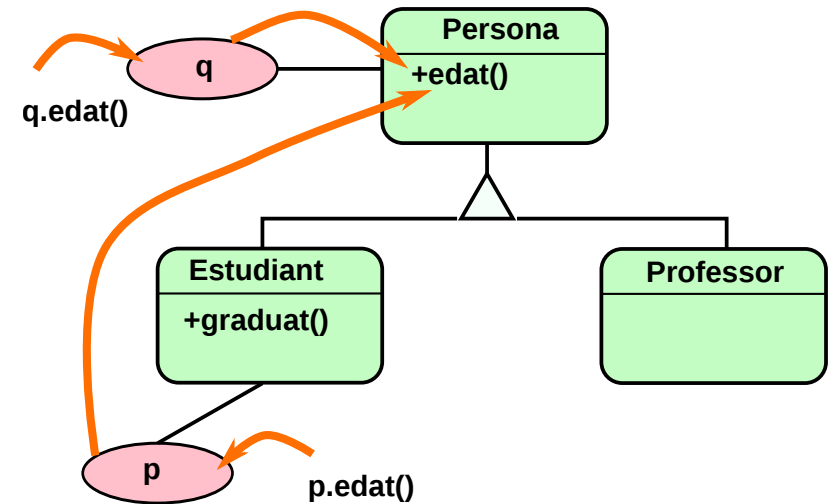 Persona
q
+edat()
q.edat()
Estudiant
Professor
+graduat()
p
p.edat()